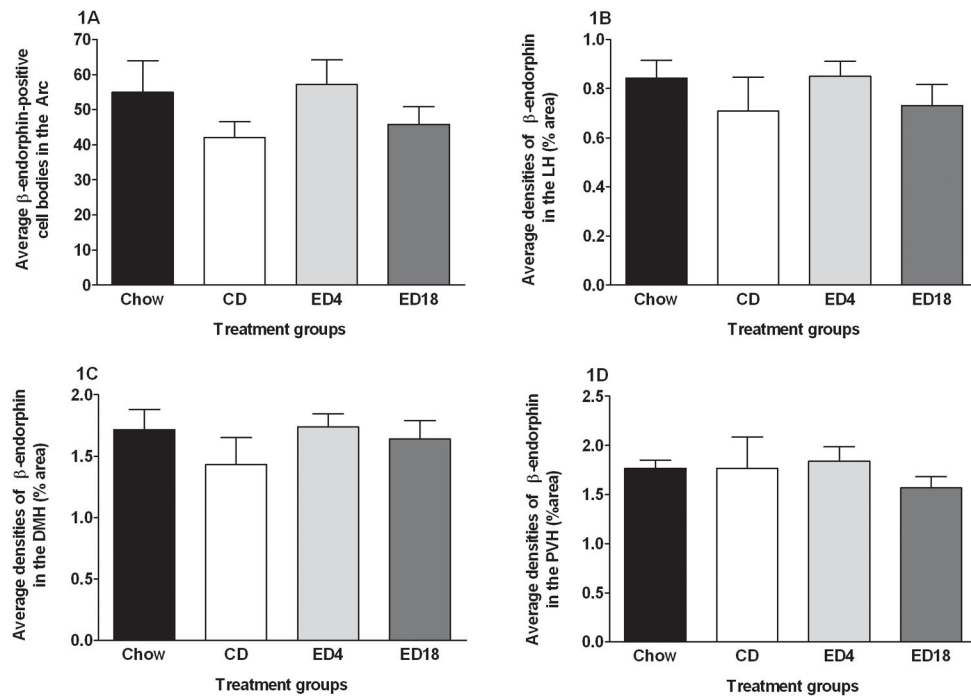 1A
Average β-endorphin-positive
cell bodies in the Arc
70
60
50
40
30
20
10
0
Chow CD ED4 ED18
Treatment groups
1B
Average densities of β-endorphin
in the LH (% area)
1.0
0.8
0.6
0.4
0.2
0.0
Chow CD ED4 ED18
Treatment groups
1C
Average densities of β-endorphin
in the DMH (% area)
2.0
1.5
1.0
0.5
0.0
Chow CD ED4 ED18
Treatment groups
1D
Average densities of β-endorphin
in the PVH (%area)
2.5
2.0
1.5
1.0
0.5
0.0
Chow CD ED4 ED18
Treatment groups